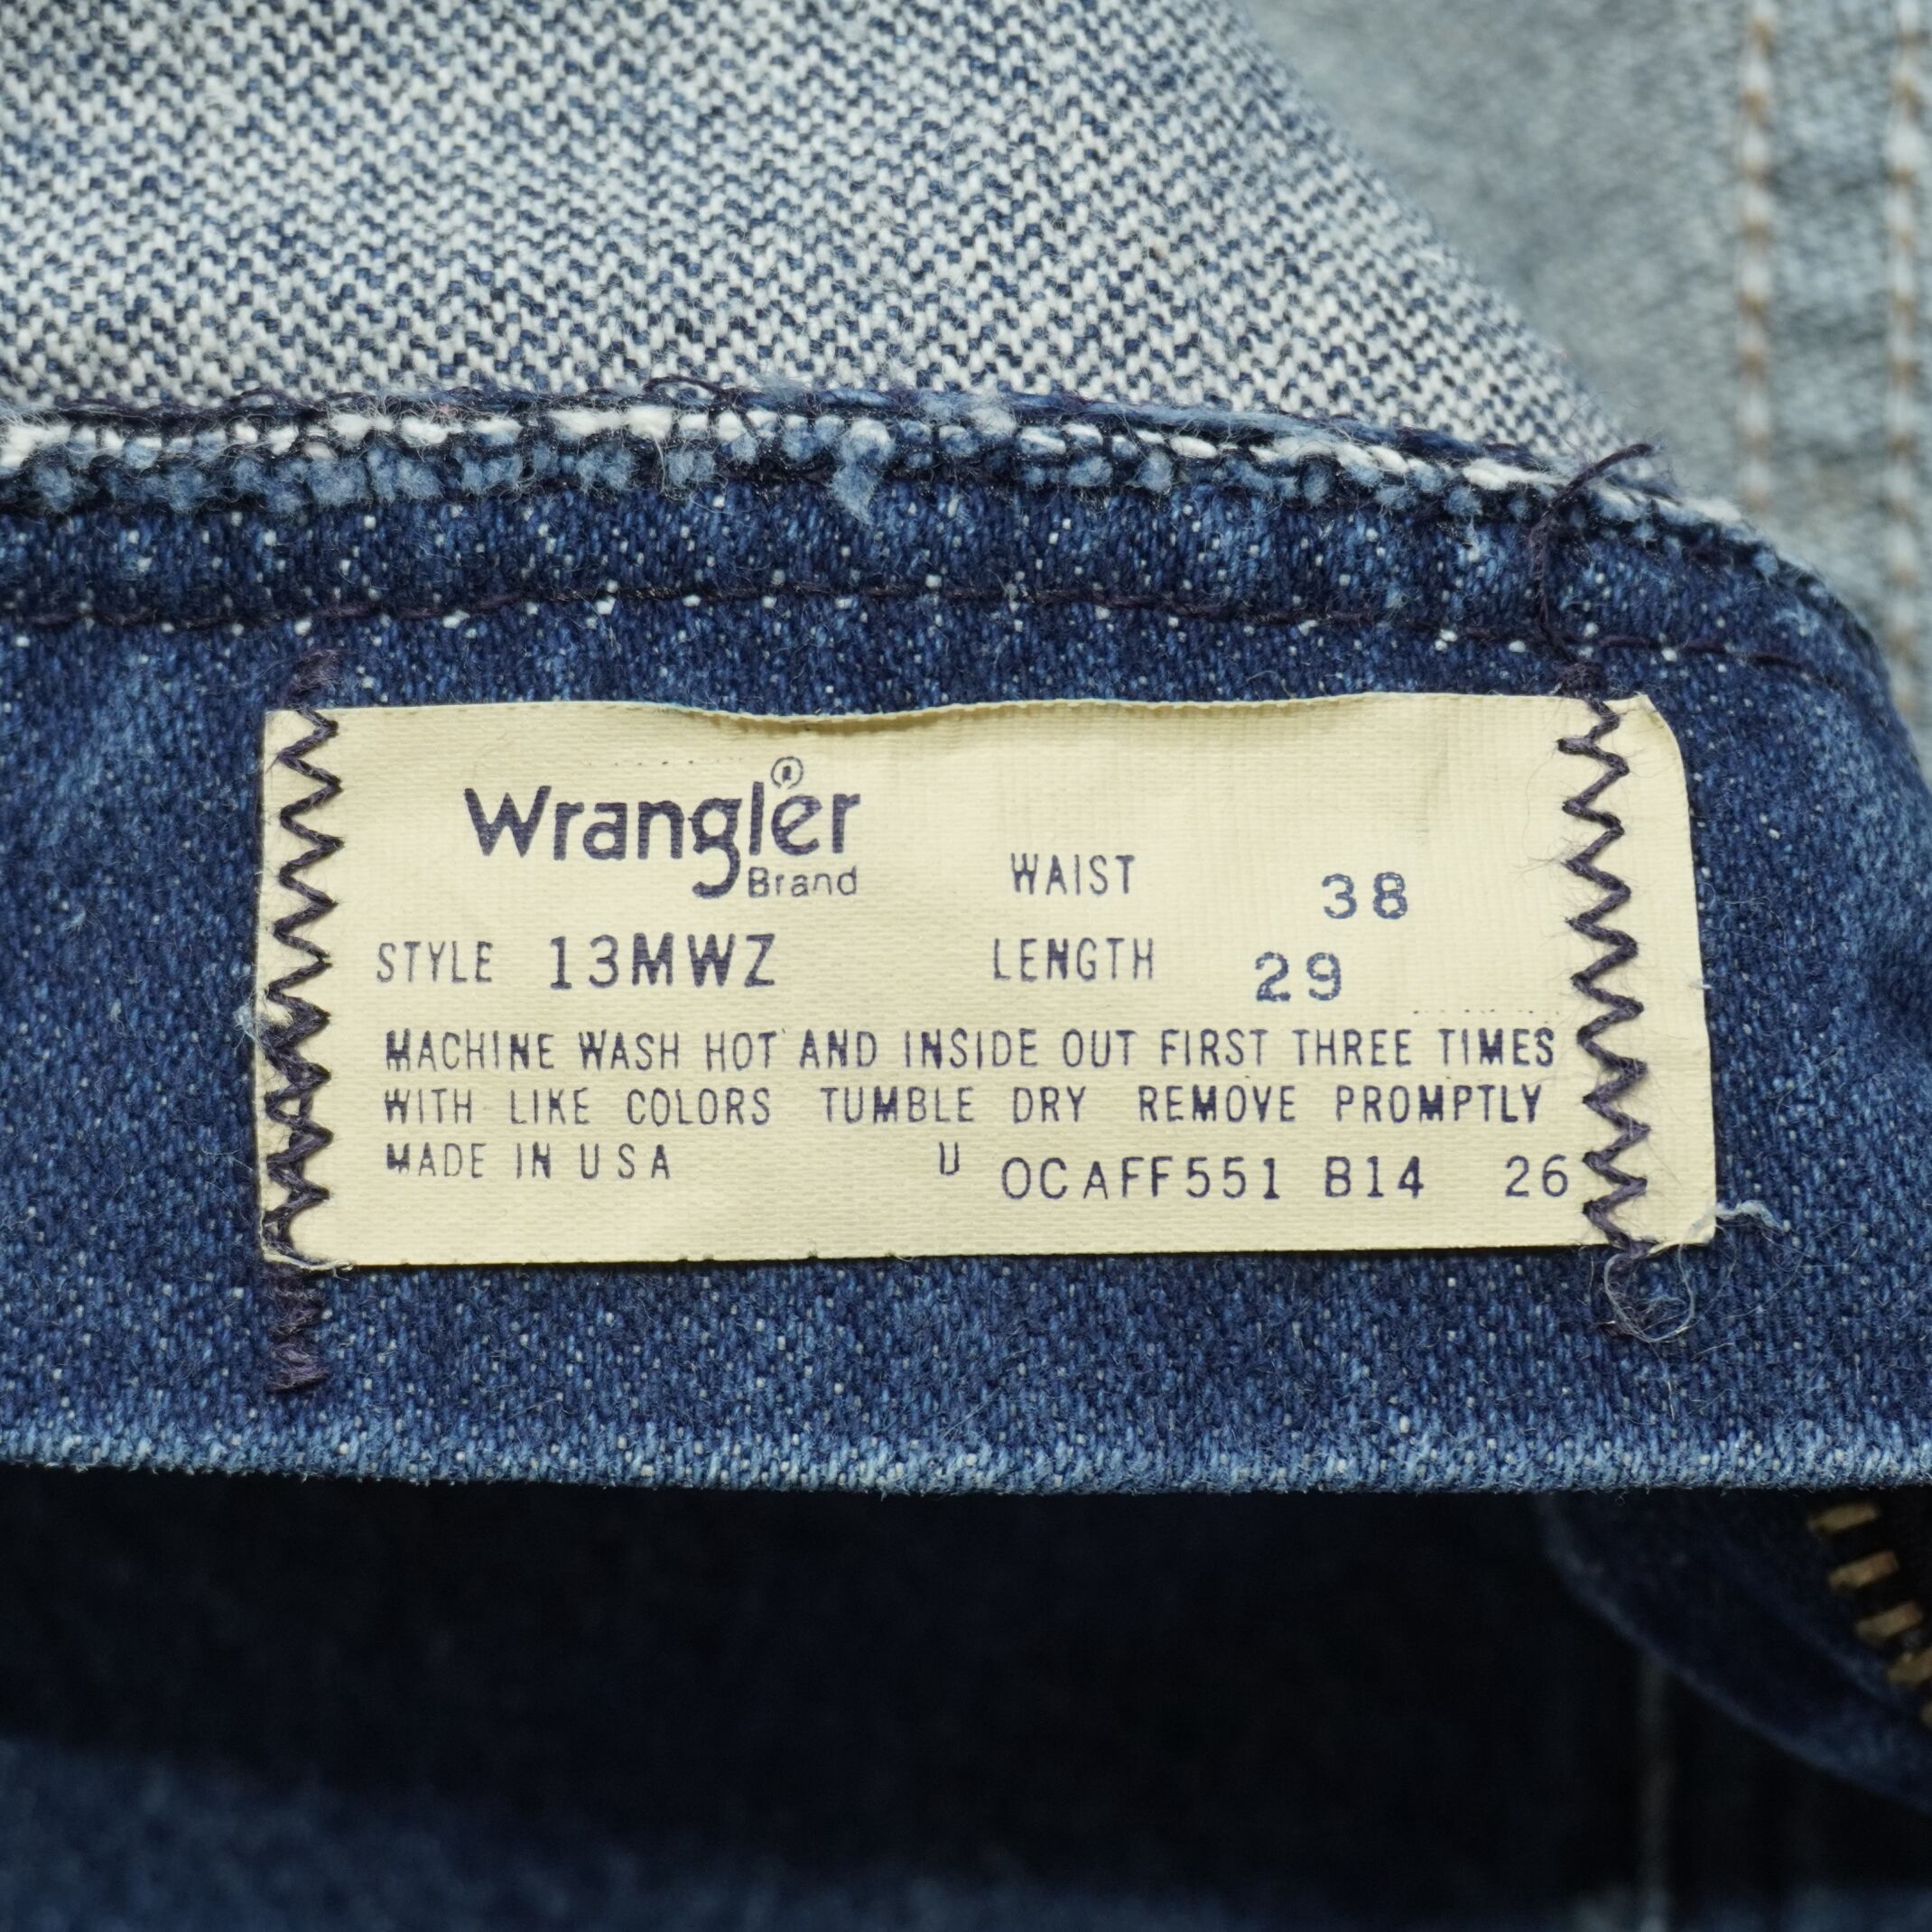 Wrangler®
Brand
WAIST 38
STYLE 13MWZ LENGTH 29
MACHINE WASH HOT AND INSIDE OUT FIRST THREE TIMES
WITH LIKE COLORS TUMBLE DRY REMOVE PROMPTLY
MADE IN USA U OCAFF551 B14 26